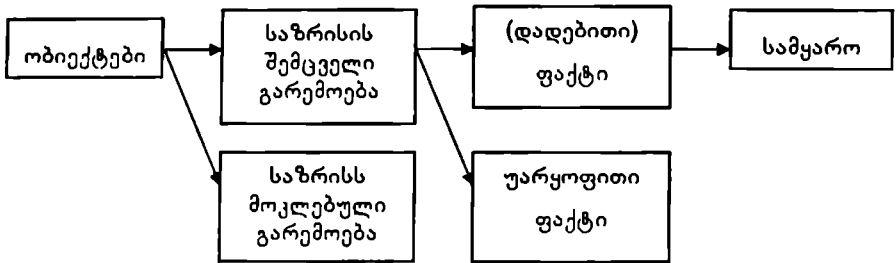 ობიექტები
საზრისის
შემცველი
გარემოება
(დადებითი)
ფაქტი
სამყარო
საზრისს
მოკლებული
გარემოება
უარყოფითი
ფაქტი